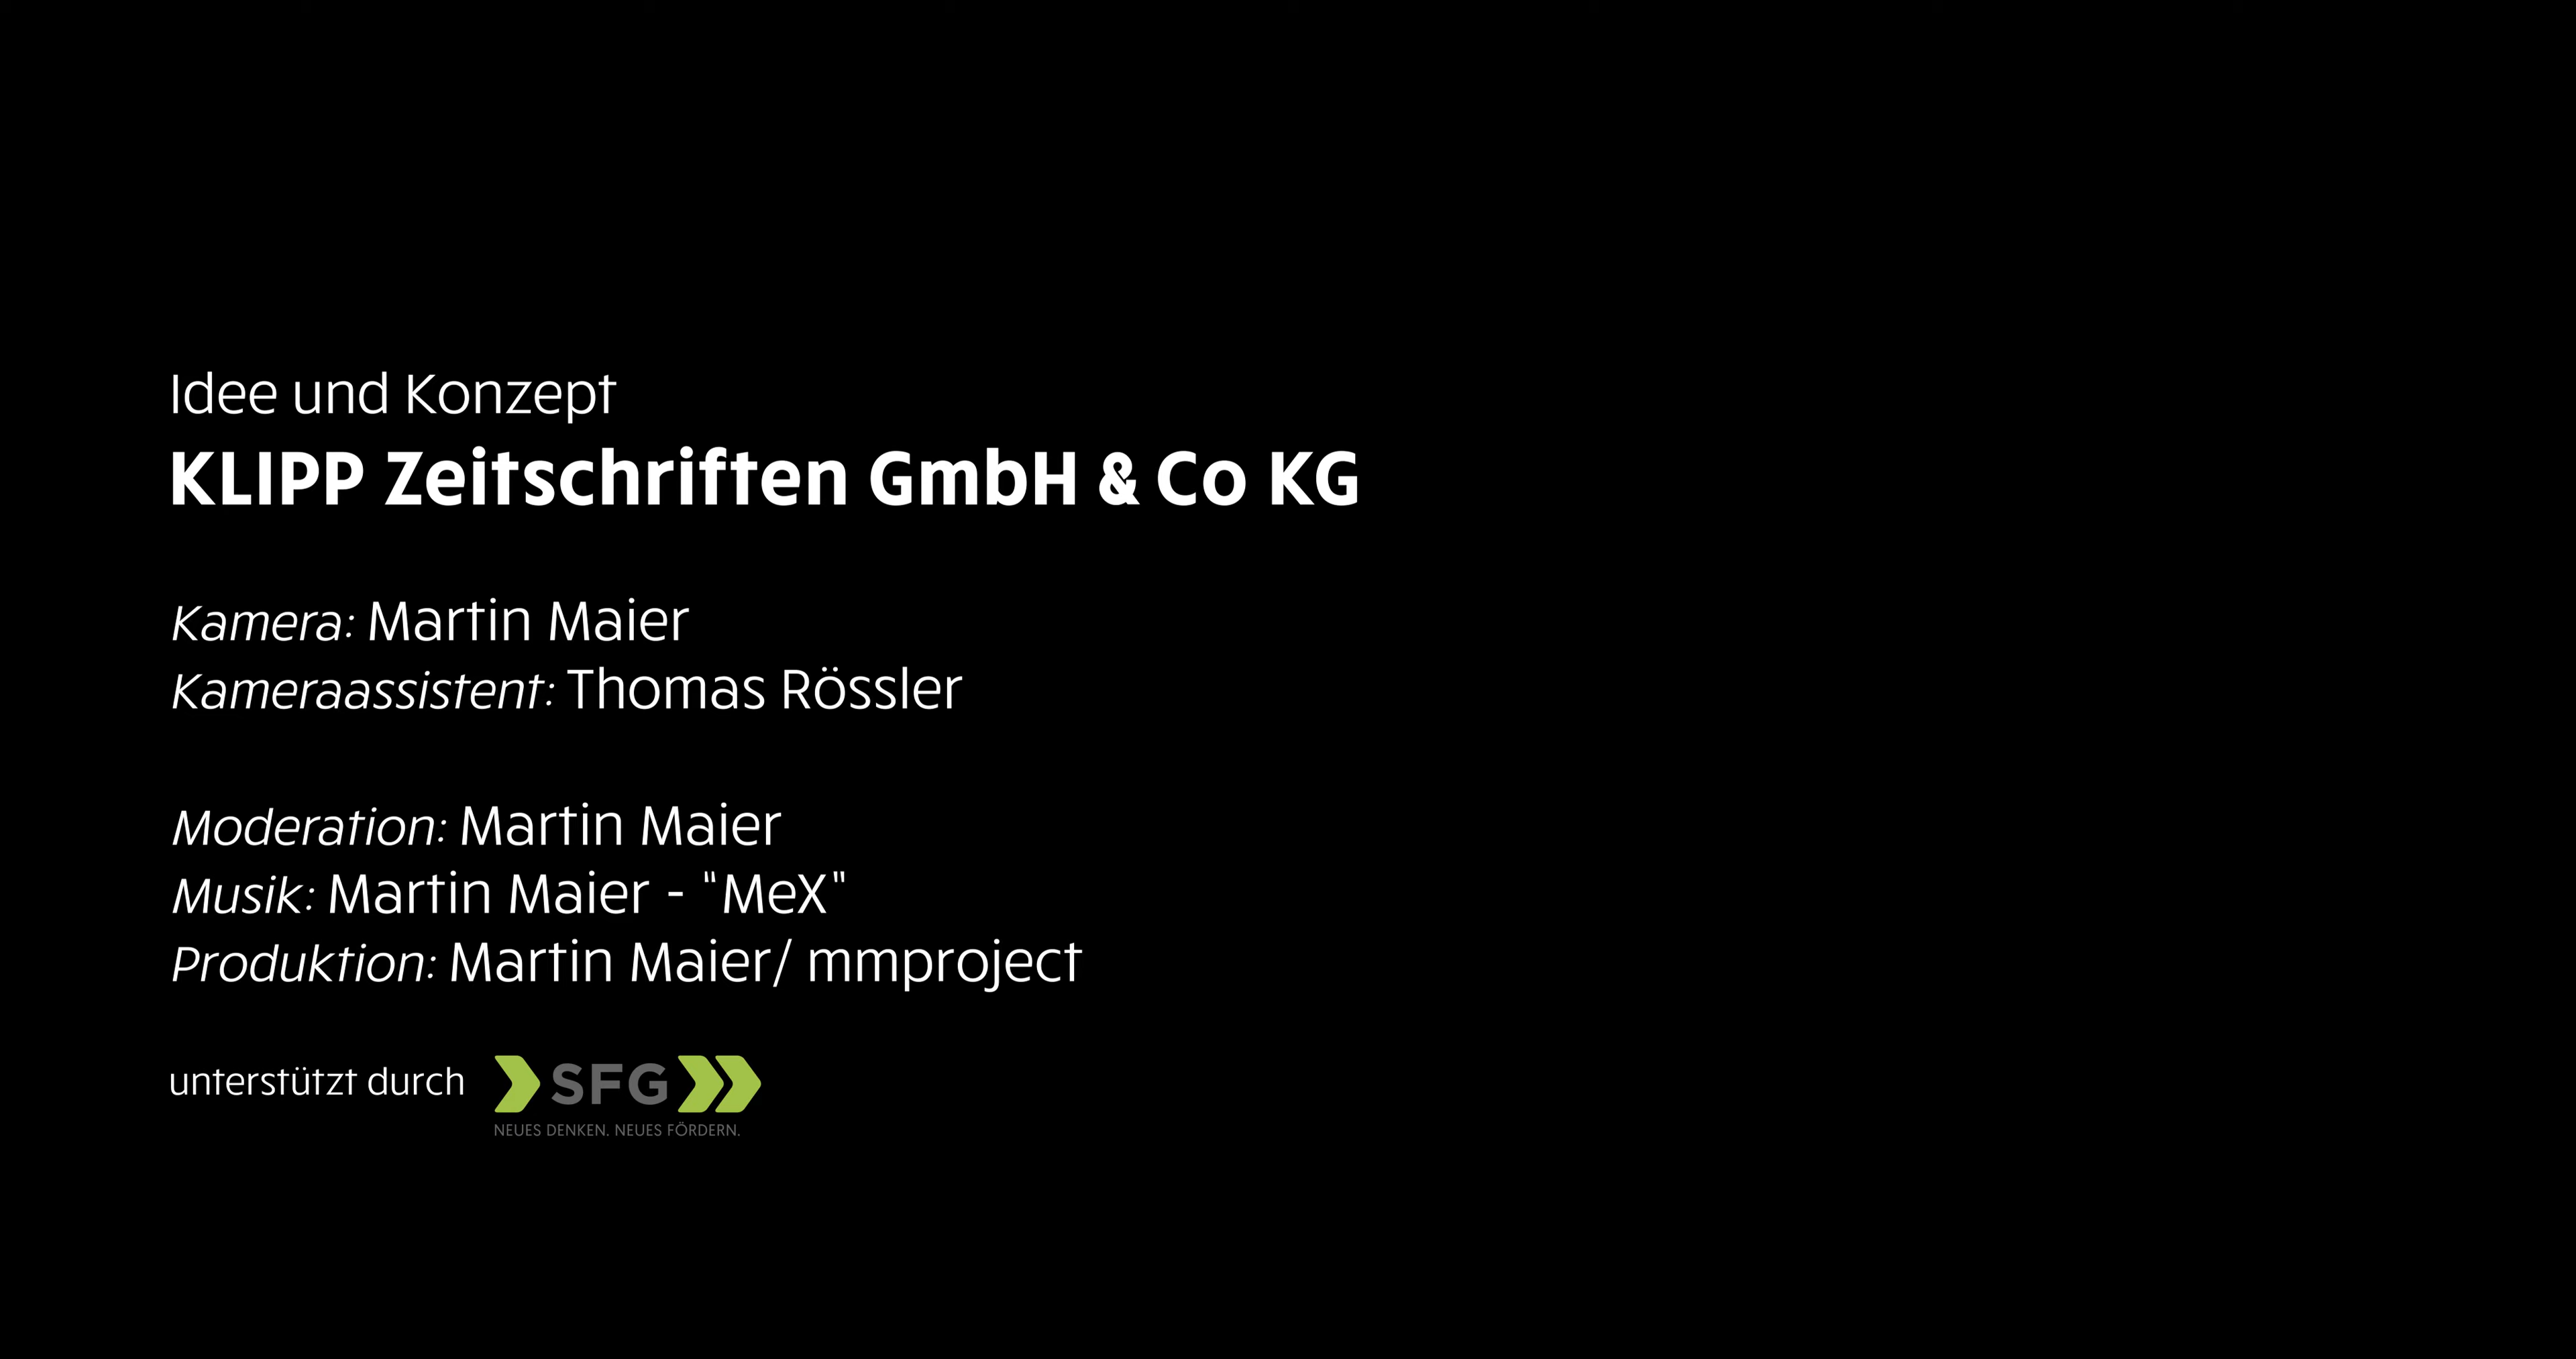 Idee und Konzept
KLIPP Zeitschriften GmbH & Co KG
Kamera: Martin Maier
Kameraassistent: Thomas Rössler
Moderation: Martin Maier
Musik: Martin Maier - “MeX"
Produktion: Martin Maier/ mmproject
unterstützt durch SFG
NEUES DENKEN. NEUES FÖRDERN.